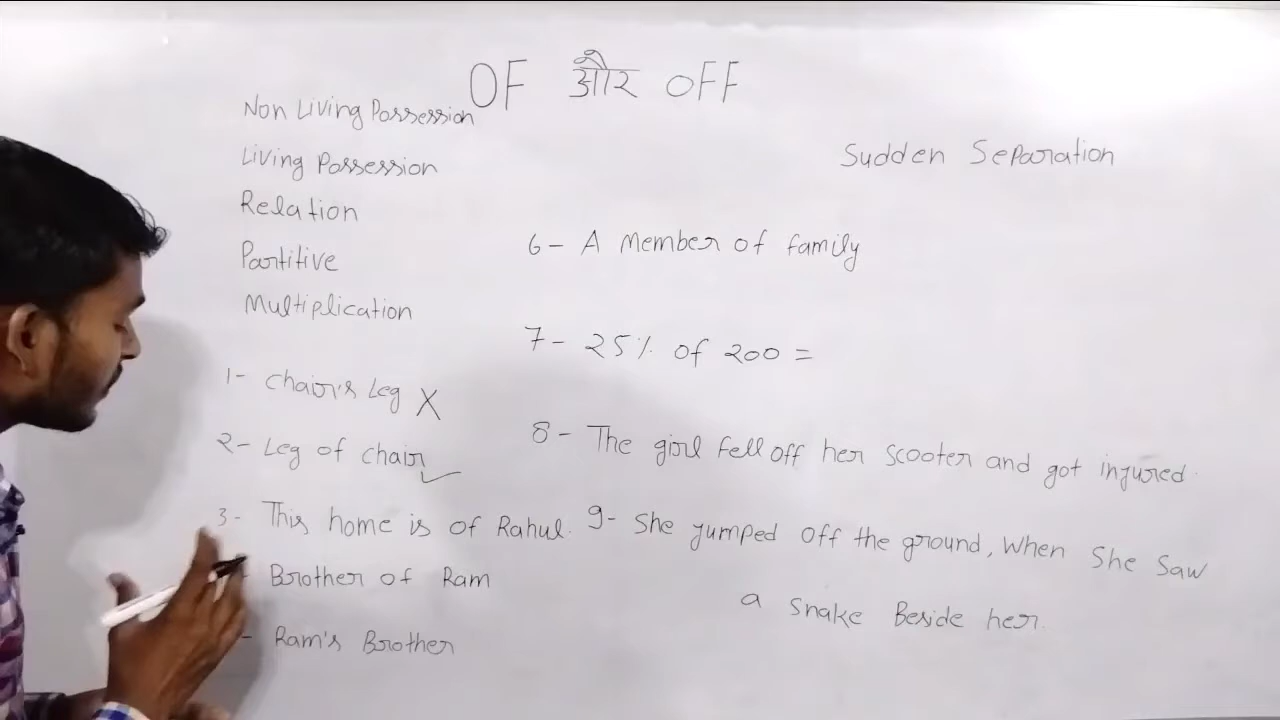 OF और OFF
Non Living Possession
Living Possession
Relation
Partitive
Multiplication
1- Chair's Leg X
2- Leg of chair ✓
3- This home is of Rahul.
Brother of Ram
- Ram's Brother
Sudden Separation
6- A member of family
7- 25% of 200 =
8- The girl fell off her scooter and got injured.
9- She jumped off the ground, when she saw
a snake Beside her.